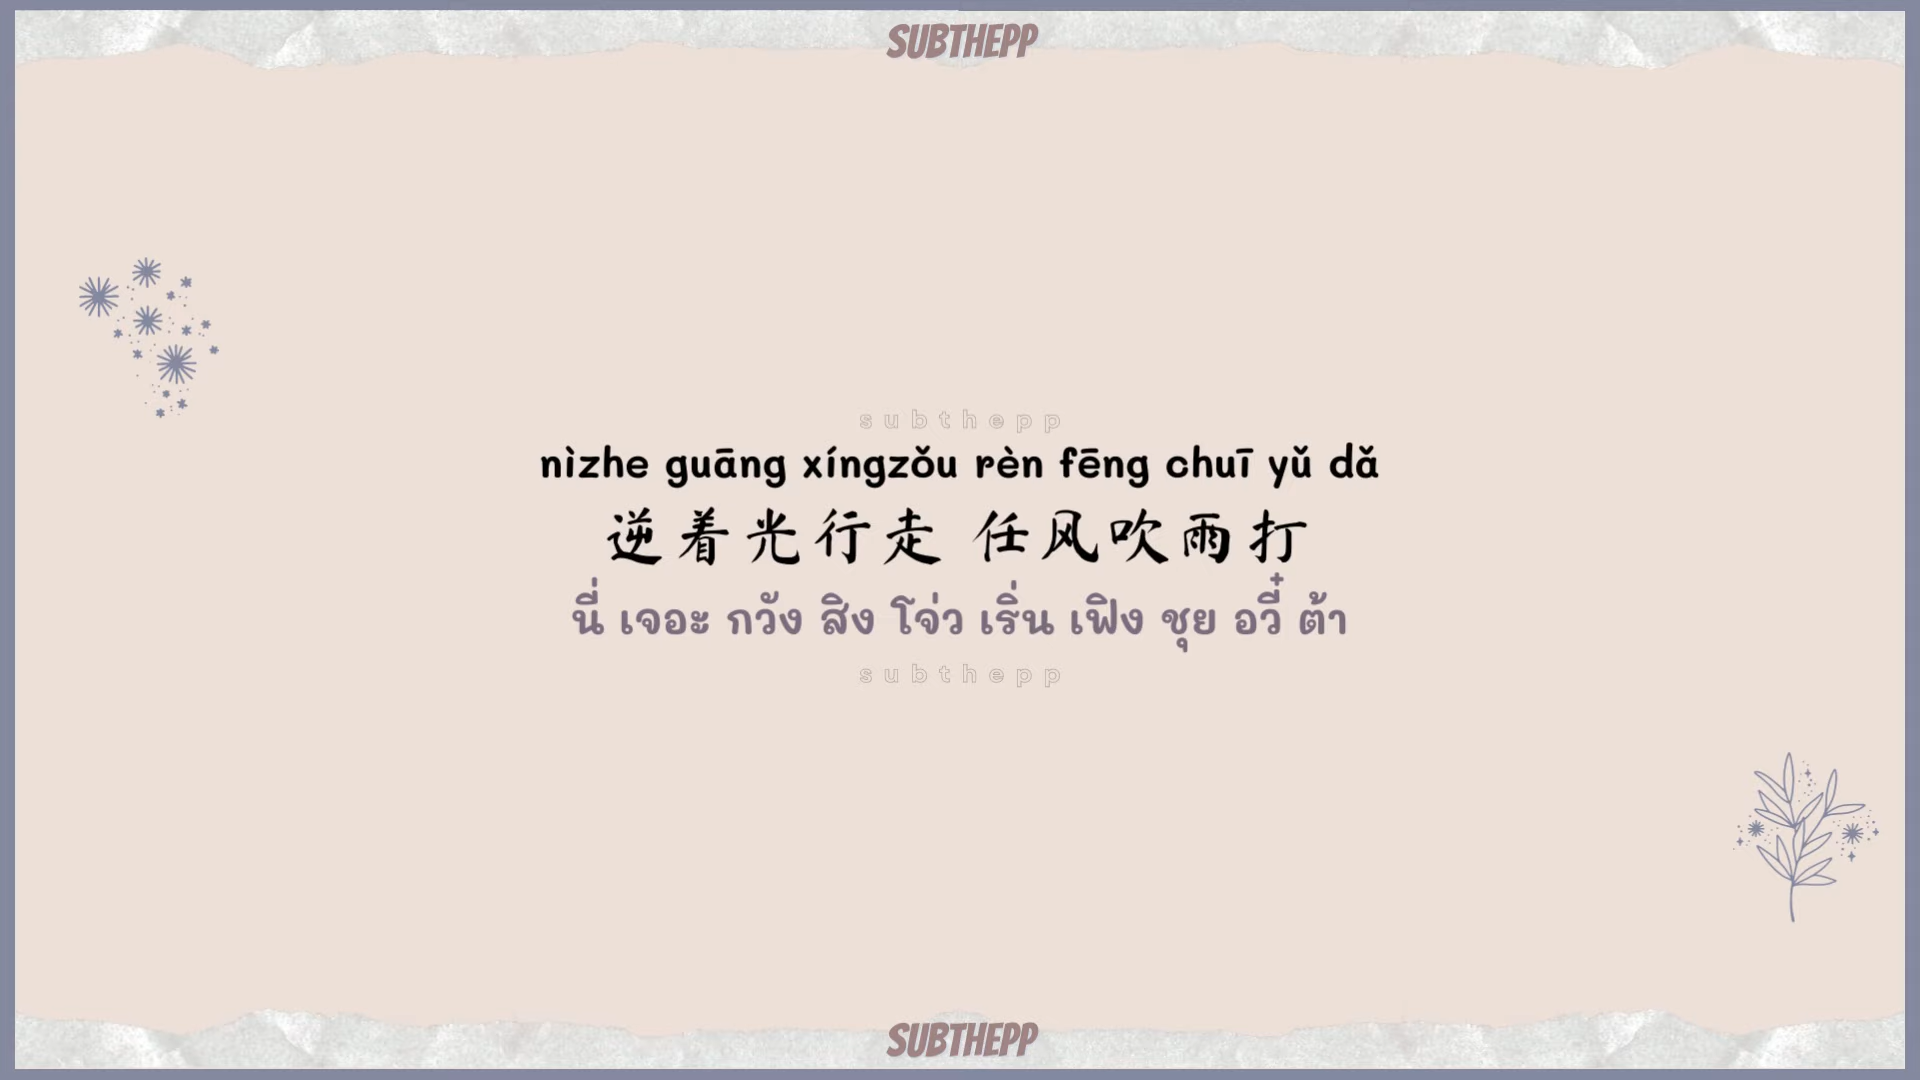 SUBTHEPP
subthepp
nìzhe guāng xíngzǒu rèn fēng chuī yǔ dǎ
逆着光行走 任风吹雨打
นี่ เจอะ กวัง สิง โจ่ว เริ่น เฟิง ชุย อวี๋ ต้า
subthepp
SUBTHEPP